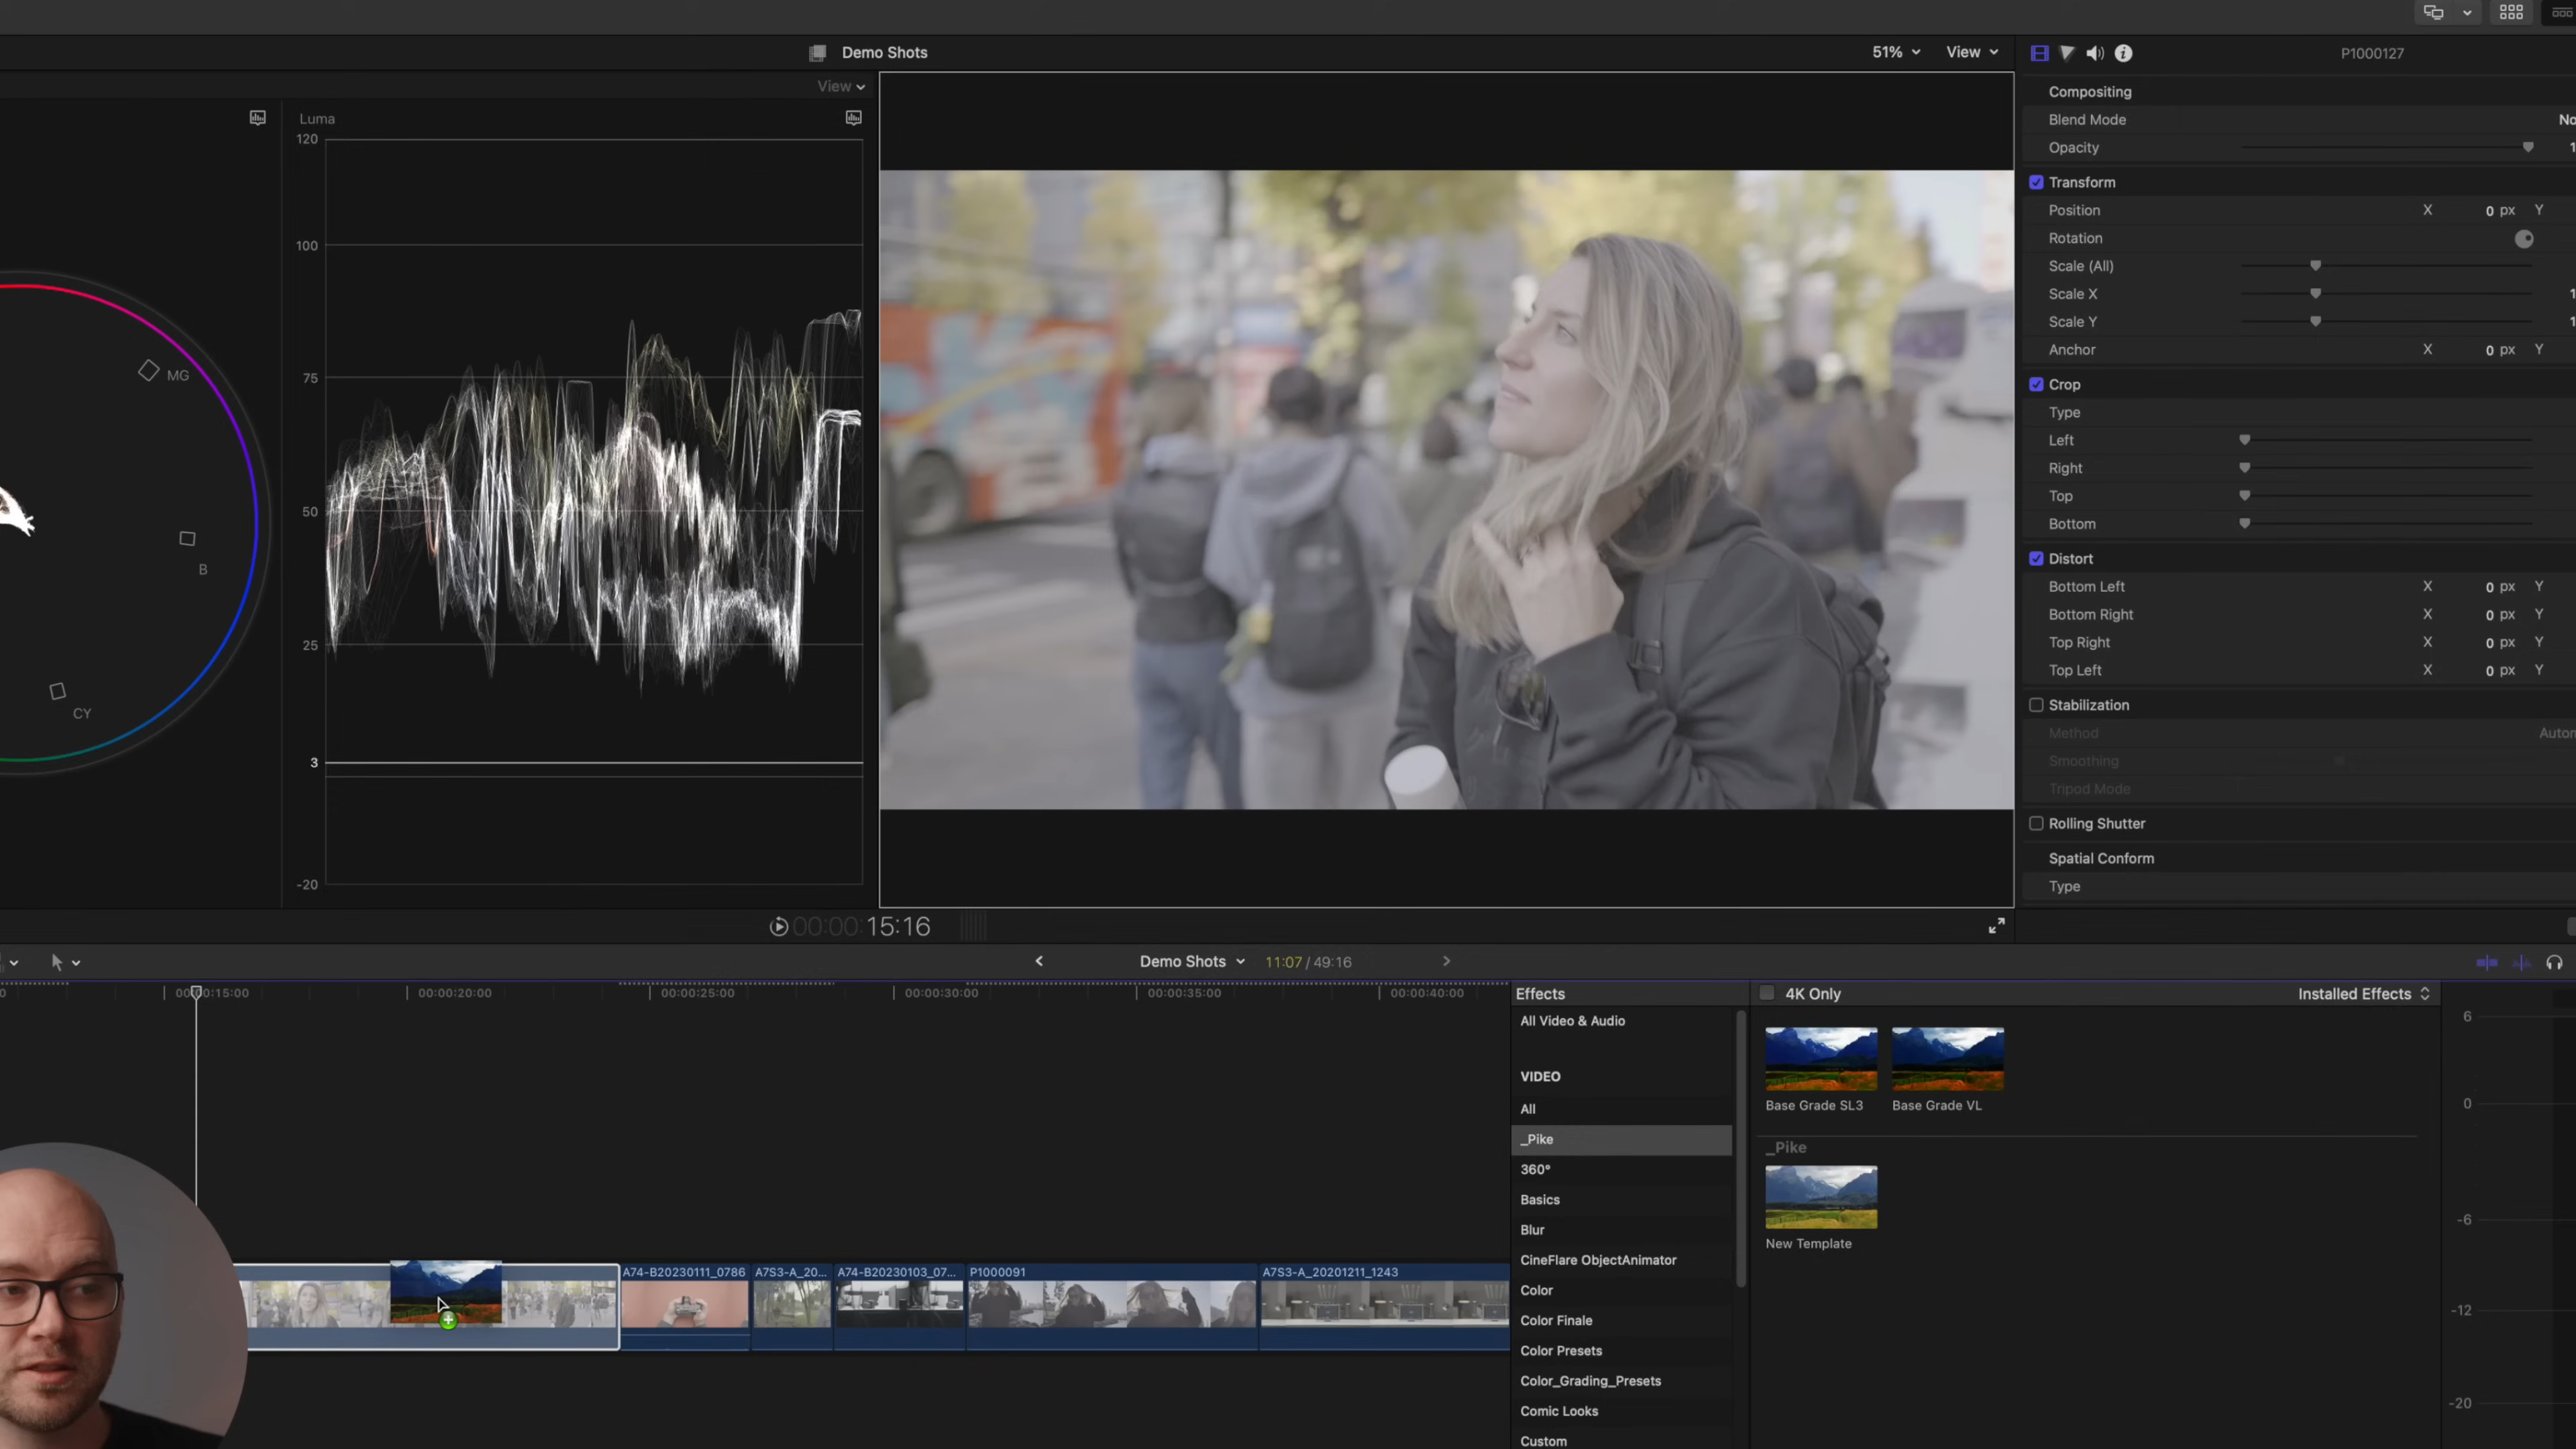 Demo Shots
51%
View
P1000127
View
Luma
120
100
75
50
25
3
-20
MG
B
CY
Compositing
Blend Mode
No
Opacity
1
Transform
Position X 0 px Y
Rotation
Scale (All)
Scale X 1
Scale Y 1
Anchor X 0 px Y
Crop
Type
Left
Right
Top
Bottom
Distort
Bottom Left X 0 px Y
Bottom Right X 0 px Y
Top Right X 0 px Y
Top Left X 0 px Y
Stabilization
Method Auton
Smoothing
Tripod Mode
Rolling Shutter
Spatial Conform
Type
00:00:15:16
Demo Shots 11:07 / 49:16
00:00:15:00 00:00:20:00 00:00:25:00 00:00:30:00 00:00:35:00 00:00:40:00
A74-B20230111_0786
A7S3-A_20...
A74-B20230103_07...
P1000091
A7S3-A_20201211_1243
Effects
All Video & Audio
VIDEO
All
_Pike
360°
Basics
Blur
CineFlare ObjectAnimator
Color
Color Finale
Color Presets
Color_Grading_Presets
Comic Looks
Custom
4K Only
Installed Effects
Base Grade SL3
Base Grade VL
_Pike
New Template
6
0
-6
-12
-20